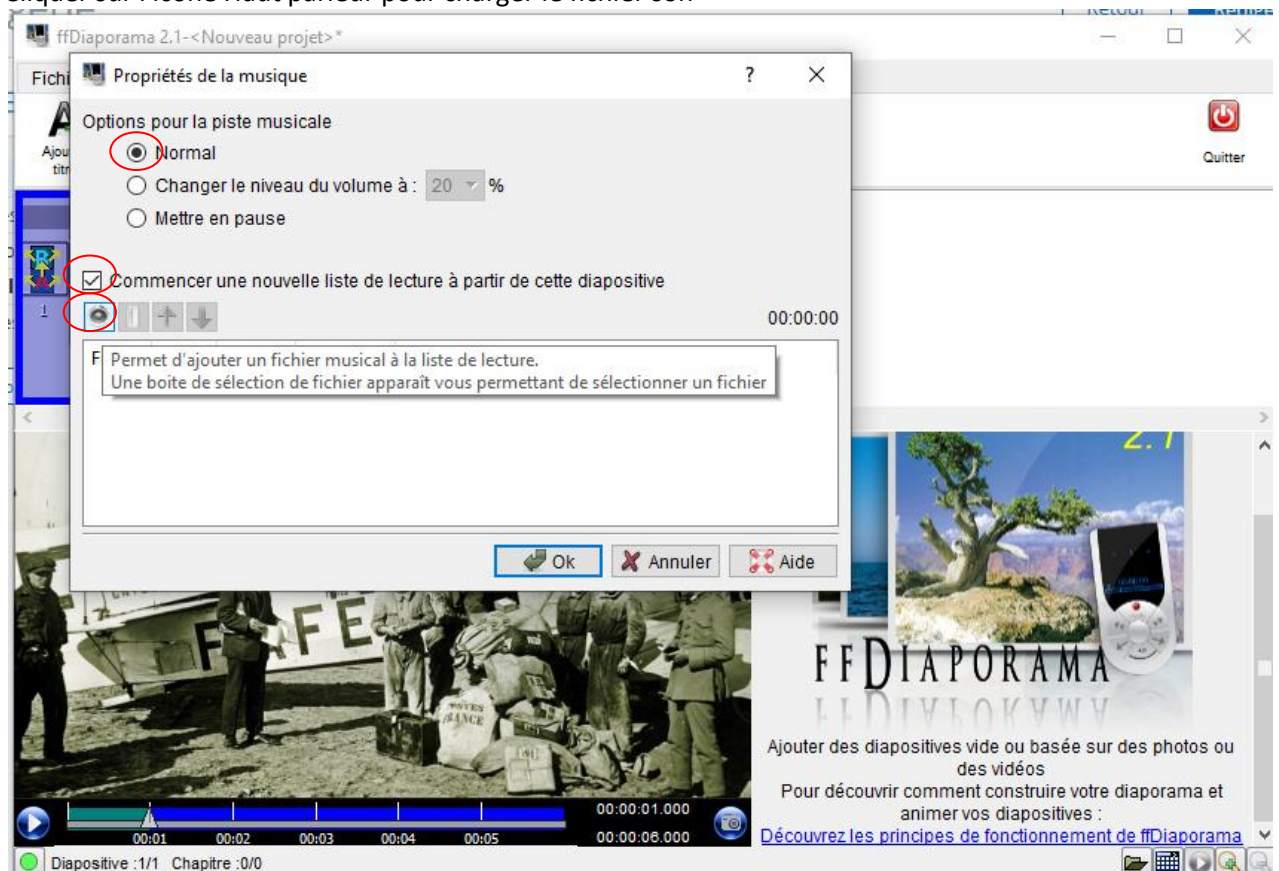 ffDiaporama 2.1-<Nouveau projet>*
Propriétés de la musique ?
Options pour la piste musicale
Normal
Changer le niveau du volume à : 20 %
Mettre en pause
Quitter
Commencer une nouvelle liste de lecture à partir de cette diapositive
1
00:00:00
Permet d'ajouter un fichier musical à la liste de lecture.
Une boite de sélection de fichier apparaît vous permettant de sélectionner un fichier
Ok Annuler Aide
2.1
POSTES
FRANCE
FFDIAPORAMA
Ajouter des diapositives vide ou basée sur des photos ou
des vidéos
Pour découvrir comment construire votre diaporama et
animer vos diapositives :
Découvrez les principes de fonctionnement de ffDiaporama
00:00:01.000
00:01 00:02 00:03 00:04 00:05 00:00:06.000
Diapositive :1/1 Chapitre :0/0